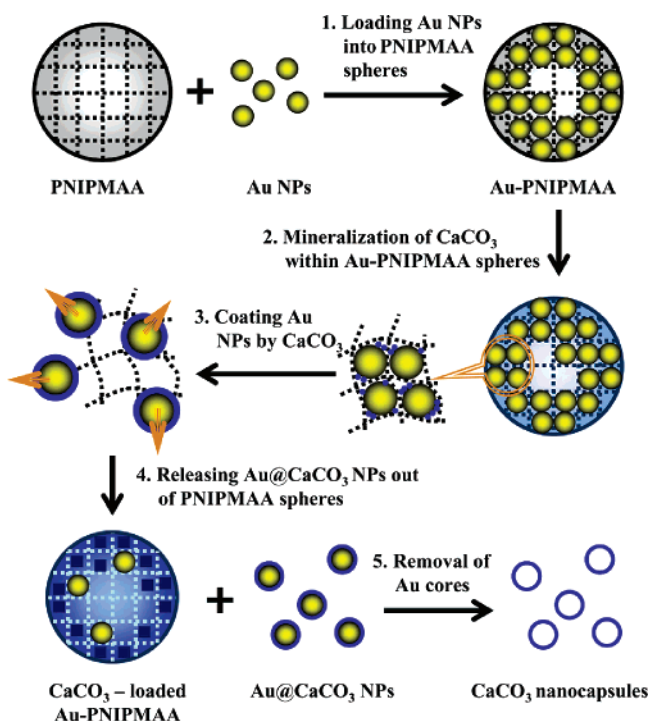 1. Loading Au NPs
into PNIPMAA
spheres
+
PNIPMAA
Au NPs
Au-PNIPMAA
2. Mineralization of CaCO₃
within Au-PNIPMAA spheres
3. Coating Au
NPs by CaCO₃
4. Releasing Au@CaCO₃ NPs out
of PNIPMAA spheres
+
5. Removal of
Au cores
CaCO₃ – loaded
Au-PNIPMAA
Au@CaCO₃ NPs
CaCO₃ nanocapsules